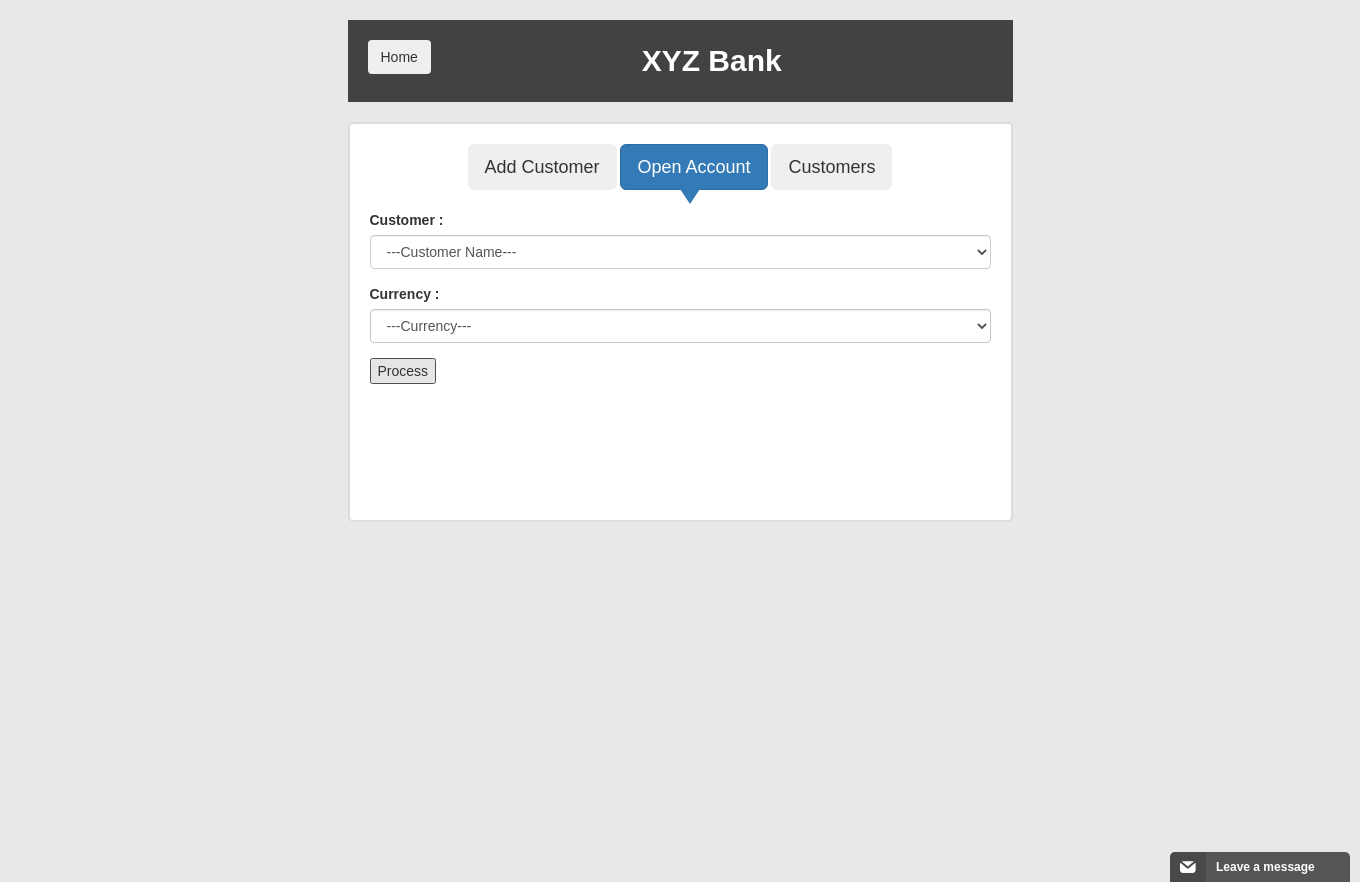 Home
XYZ Bank
Add Customer
Open Account
Customers
Customer :
---Customer Name---
Currency :
---Currency---
Process
Leave a message